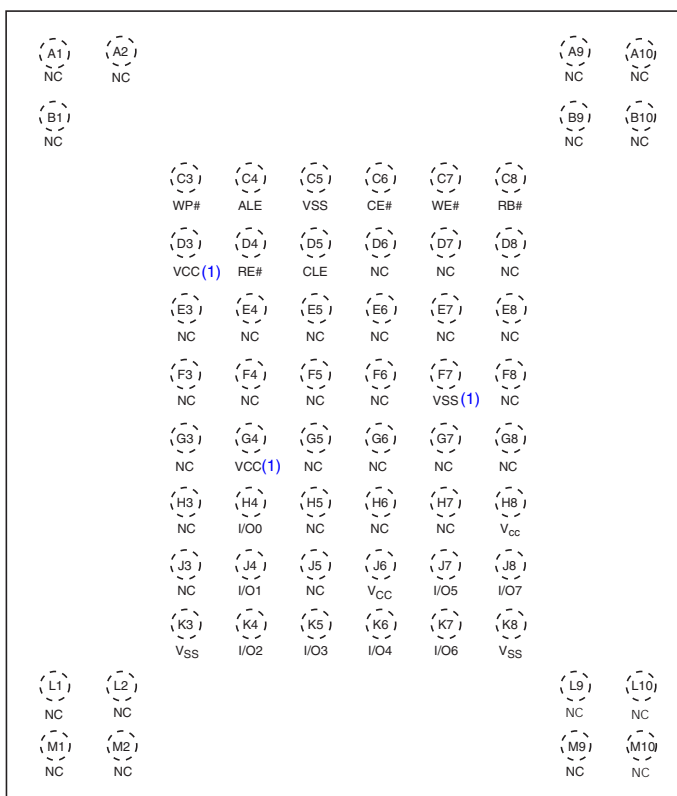 A1 A2 A9 A10
NC NC NC NC
B1 B9 B10
NC NC NC
C3 C4 C5 C6 C7 C8
WP# ALE VSS CE# WE# RB#
D3 D4 D5 D6 D7 D8
VCC(1) RE# CLE NC NC NC
E3 E4 E5 E6 E7 E8
NC NC NC NC NC NC
F3 F4 F5 F6 F7 F8
NC NC NC NC VSS(1) NC
G3 G4 G5 G6 G7 G8
NC VCC(1) NC NC NC NC
H3 H4 H5 H6 H7 H8
NC I/O0 NC NC NC Vcc
J3 J4 J5 J6 J7 J8
NC I/O1 NC VCC I/O5 I/O7
K3 K4 K5 K6 K7 K8
VSS I/O2 I/O3 I/O4 I/O6 VSS
L1 L2 L9 L10
NC NC NC NC
M1 M2 M9 M10
NC NC NC NC